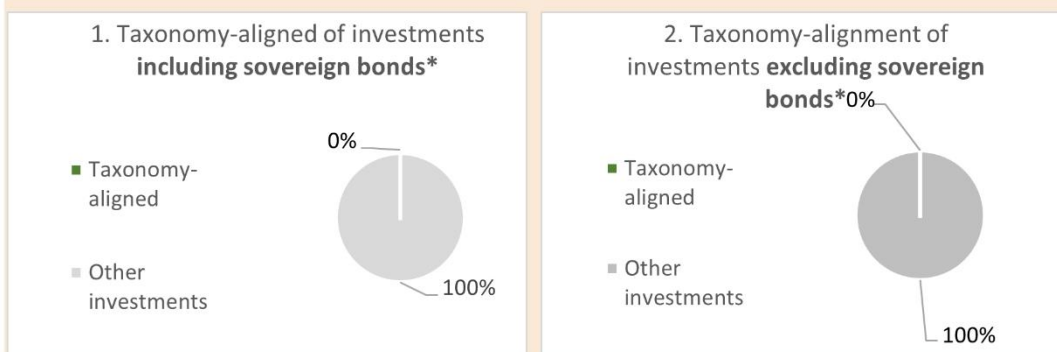 1. Taxonomy-aligned of investments
including sovereign bonds*
0%
Taxonomy-
aligned
Other
investments
100%
2. Taxonomy-alignment of
investments excluding sovereign
bonds*
0%
Taxonomy-
aligned
Other
investments
100%